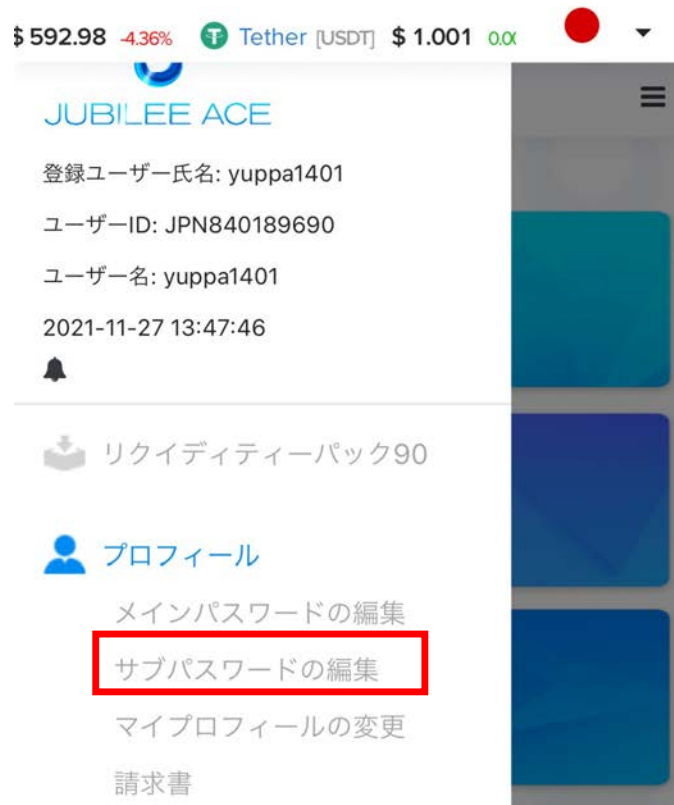 $ 592.98 -4.36% Tether [USDT] $ 1.001 0.00
JUBILEE ACE
登録ユーザー氏名: yuppa1401
ユーザーID: JPN840189690
ユーザー名: yuppa1401
2021-11-27 13:47:46
リクイディティーパック90
プロフィール
メインパスワードの編集
サブパスワードの編集
マイプロフィールの変更
請求書